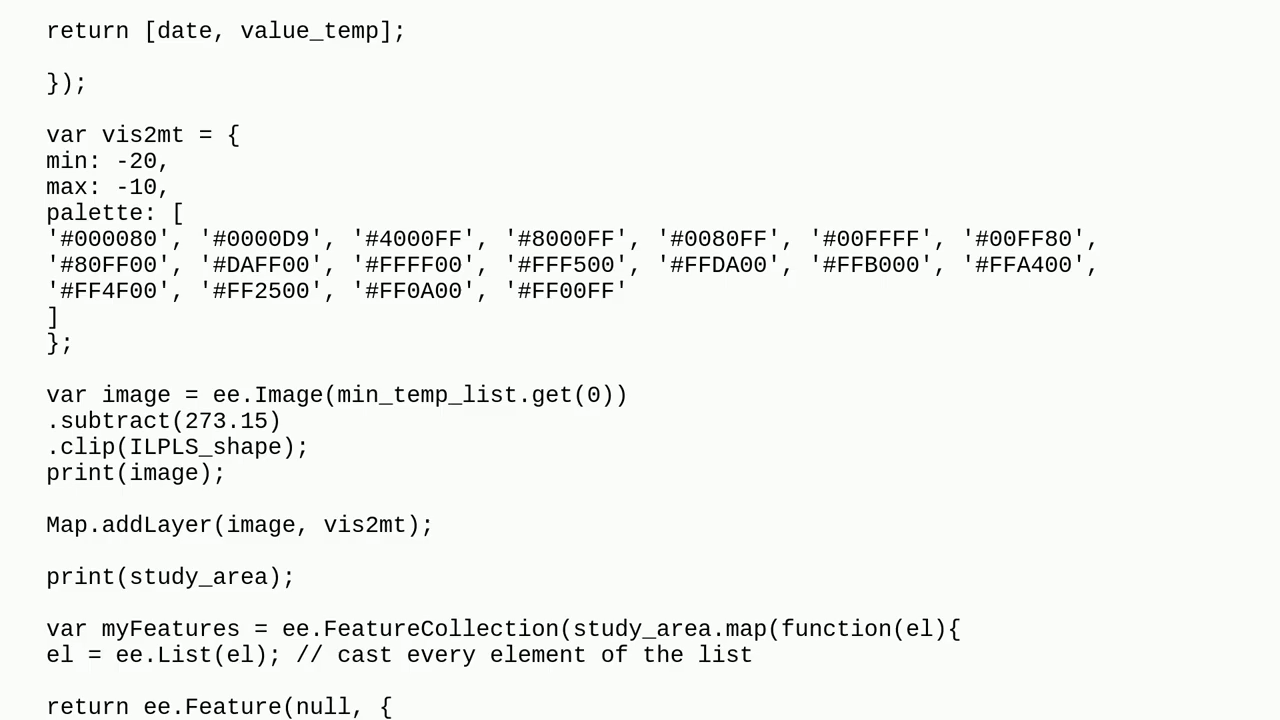 return [date, value_temp];
});
var vis2mt = {
min: -20,
max: -10,
palette: [
'#000080', '#0000D9', '#4000FF', '#8000FF', '#0080FF', '#00FFFF', '#00FF80',
'#80FF00', '#DAFF00', '#FFFF00', '#FFF500', '#FFDA00', '#FFB000', '#FFA400',
'#FF4F00', '#FF2500', '#FF0A00', '#FF00FF'
]
};
var image = ee.Image(min_temp_list.get(0))
.subtract(273.15)
.clip(ILPLS_shape);
print(image);
Map.addLayer(image, vis2mt);
print(study_area);
var myFeatures = ee.FeatureCollection(study_area.map(function(el){
el = ee.List(el); // cast every element of the list
return ee.Feature(null, {